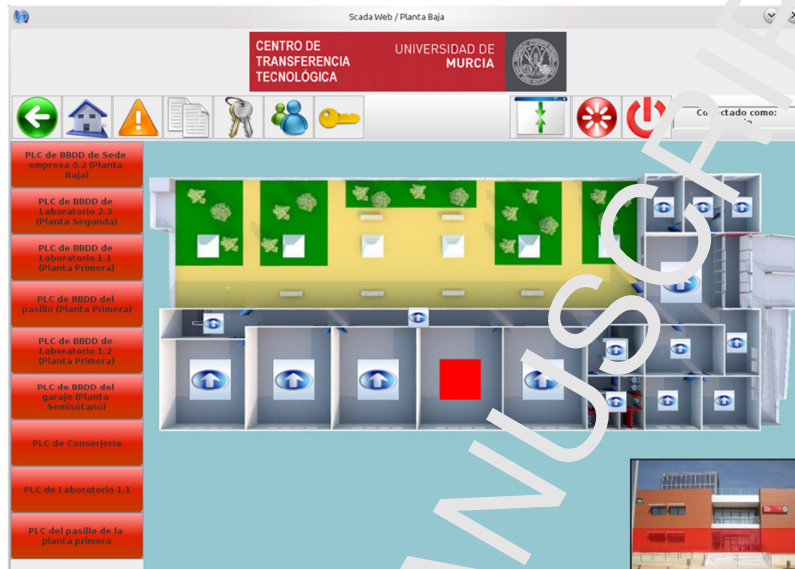 Scada Web / Planta Baja
CENTRO DE
TRANSFERENCIA
TECNOLÓGICA
UNIVERSIDAD DE
MURCIA
Conectado como:
PLC de BBDD de Sede
empresa 0.2 (Planta
Baja)
PLC de BBDD de
Laboratorio 2.3
(Planta Segunda)
PLC de BBDD de
Laboratorio 1.1
(Planta Primera)
PLC de BBDD del
pasillo (Planta Primera)
PLC de BBDD de
Laboratorio 1.2
(Planta Primera)
PLC de BBDD del
garaje (Planta
Semisótano)
PLC de Conserjería
PLC de Laboratorio 1.1
PLC del pasillo de la
planta primera